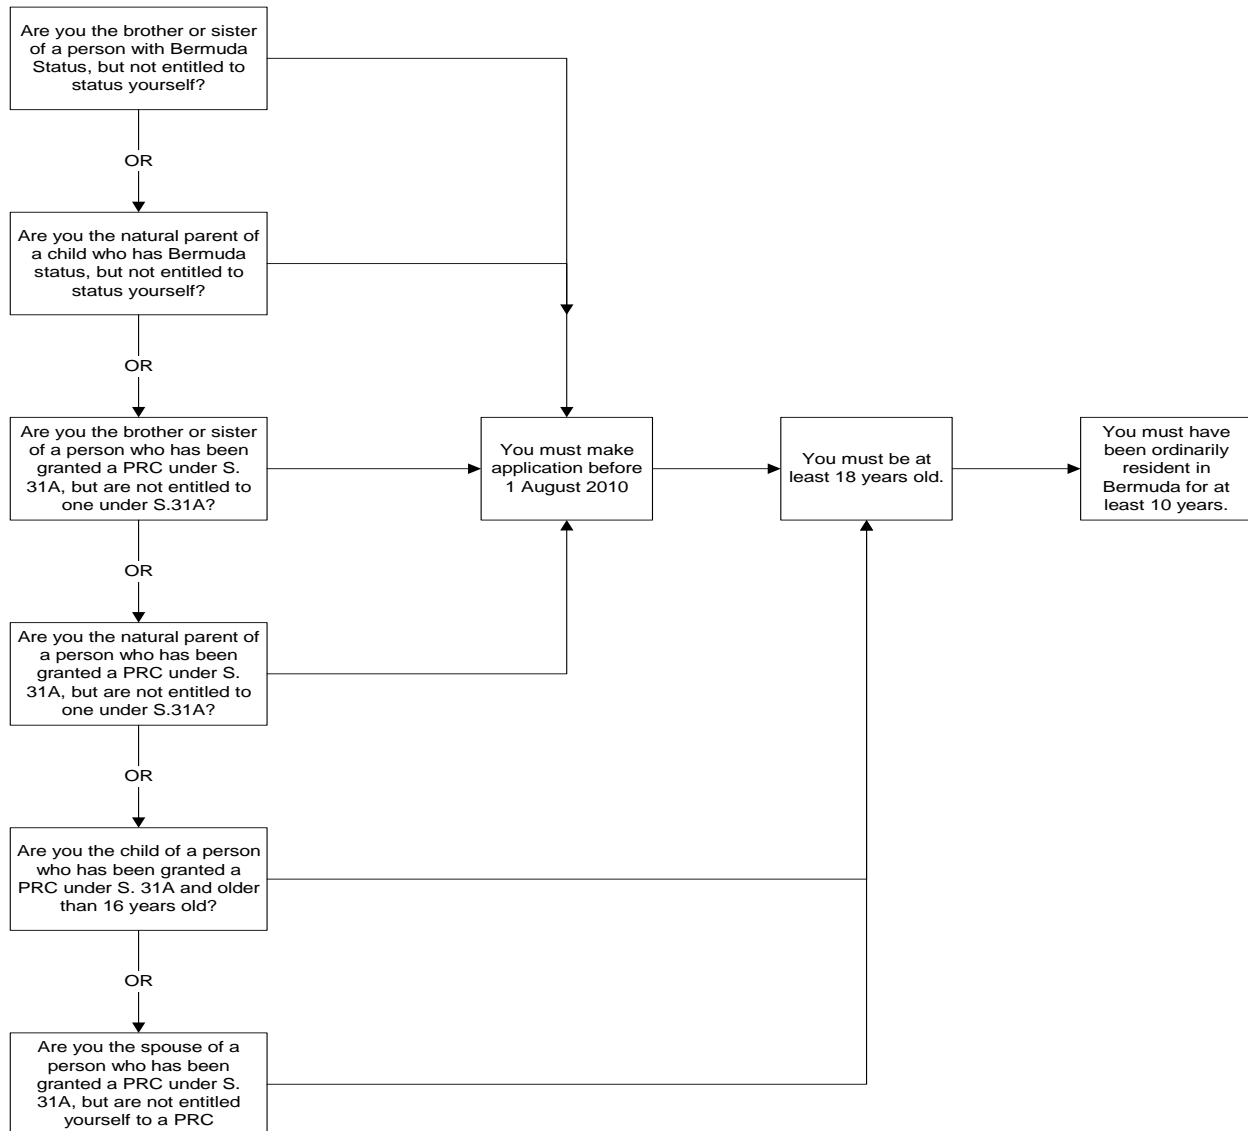 Are you the brother or sister
of a person with Bermuda
Status, but not entitled to
status yourself?
OR
Are you the natural parent of
a child who has Bermuda
status, but not entitled to
status yourself?
OR
Are you the brother or sister
of a person who has been
granted a PRC under S.
31A, but are not entitled to
one under S.31A?
You must make
application before
1 August 2010
You must be at
least 18 years old.
You must have
been ordinarily
resident in
Bermuda for at
least 10 years.
OR
Are you the natural parent of
a person who has been
granted a PRC under S.
31A, but are not entitled to
one under S.31A?
OR
Are you the child of a person
who has been granted a
PRC under S. 31A and older
than 16 years old?
OR
Are you the spouse of a
person who has been
granted a PRC under S.
31A, but are not entitled
yourself to a PRC